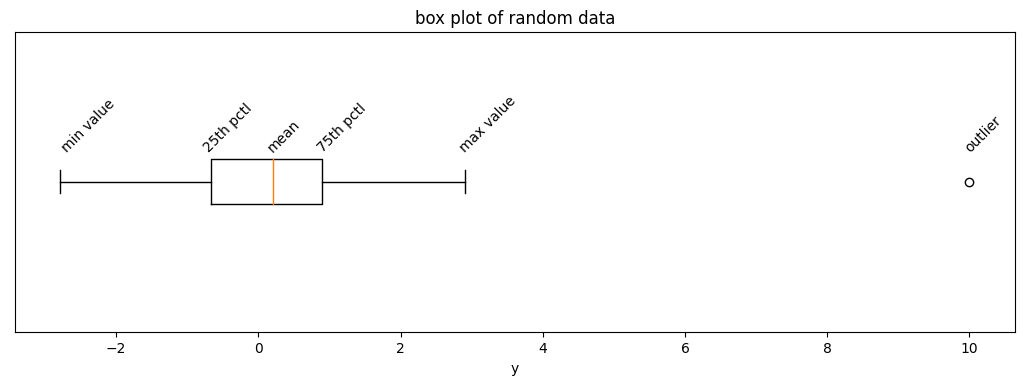 box plot of random data
min value
25th pctl
mean
75th pctl
max value
outlier
−2
0
2
4
6
8
10
y